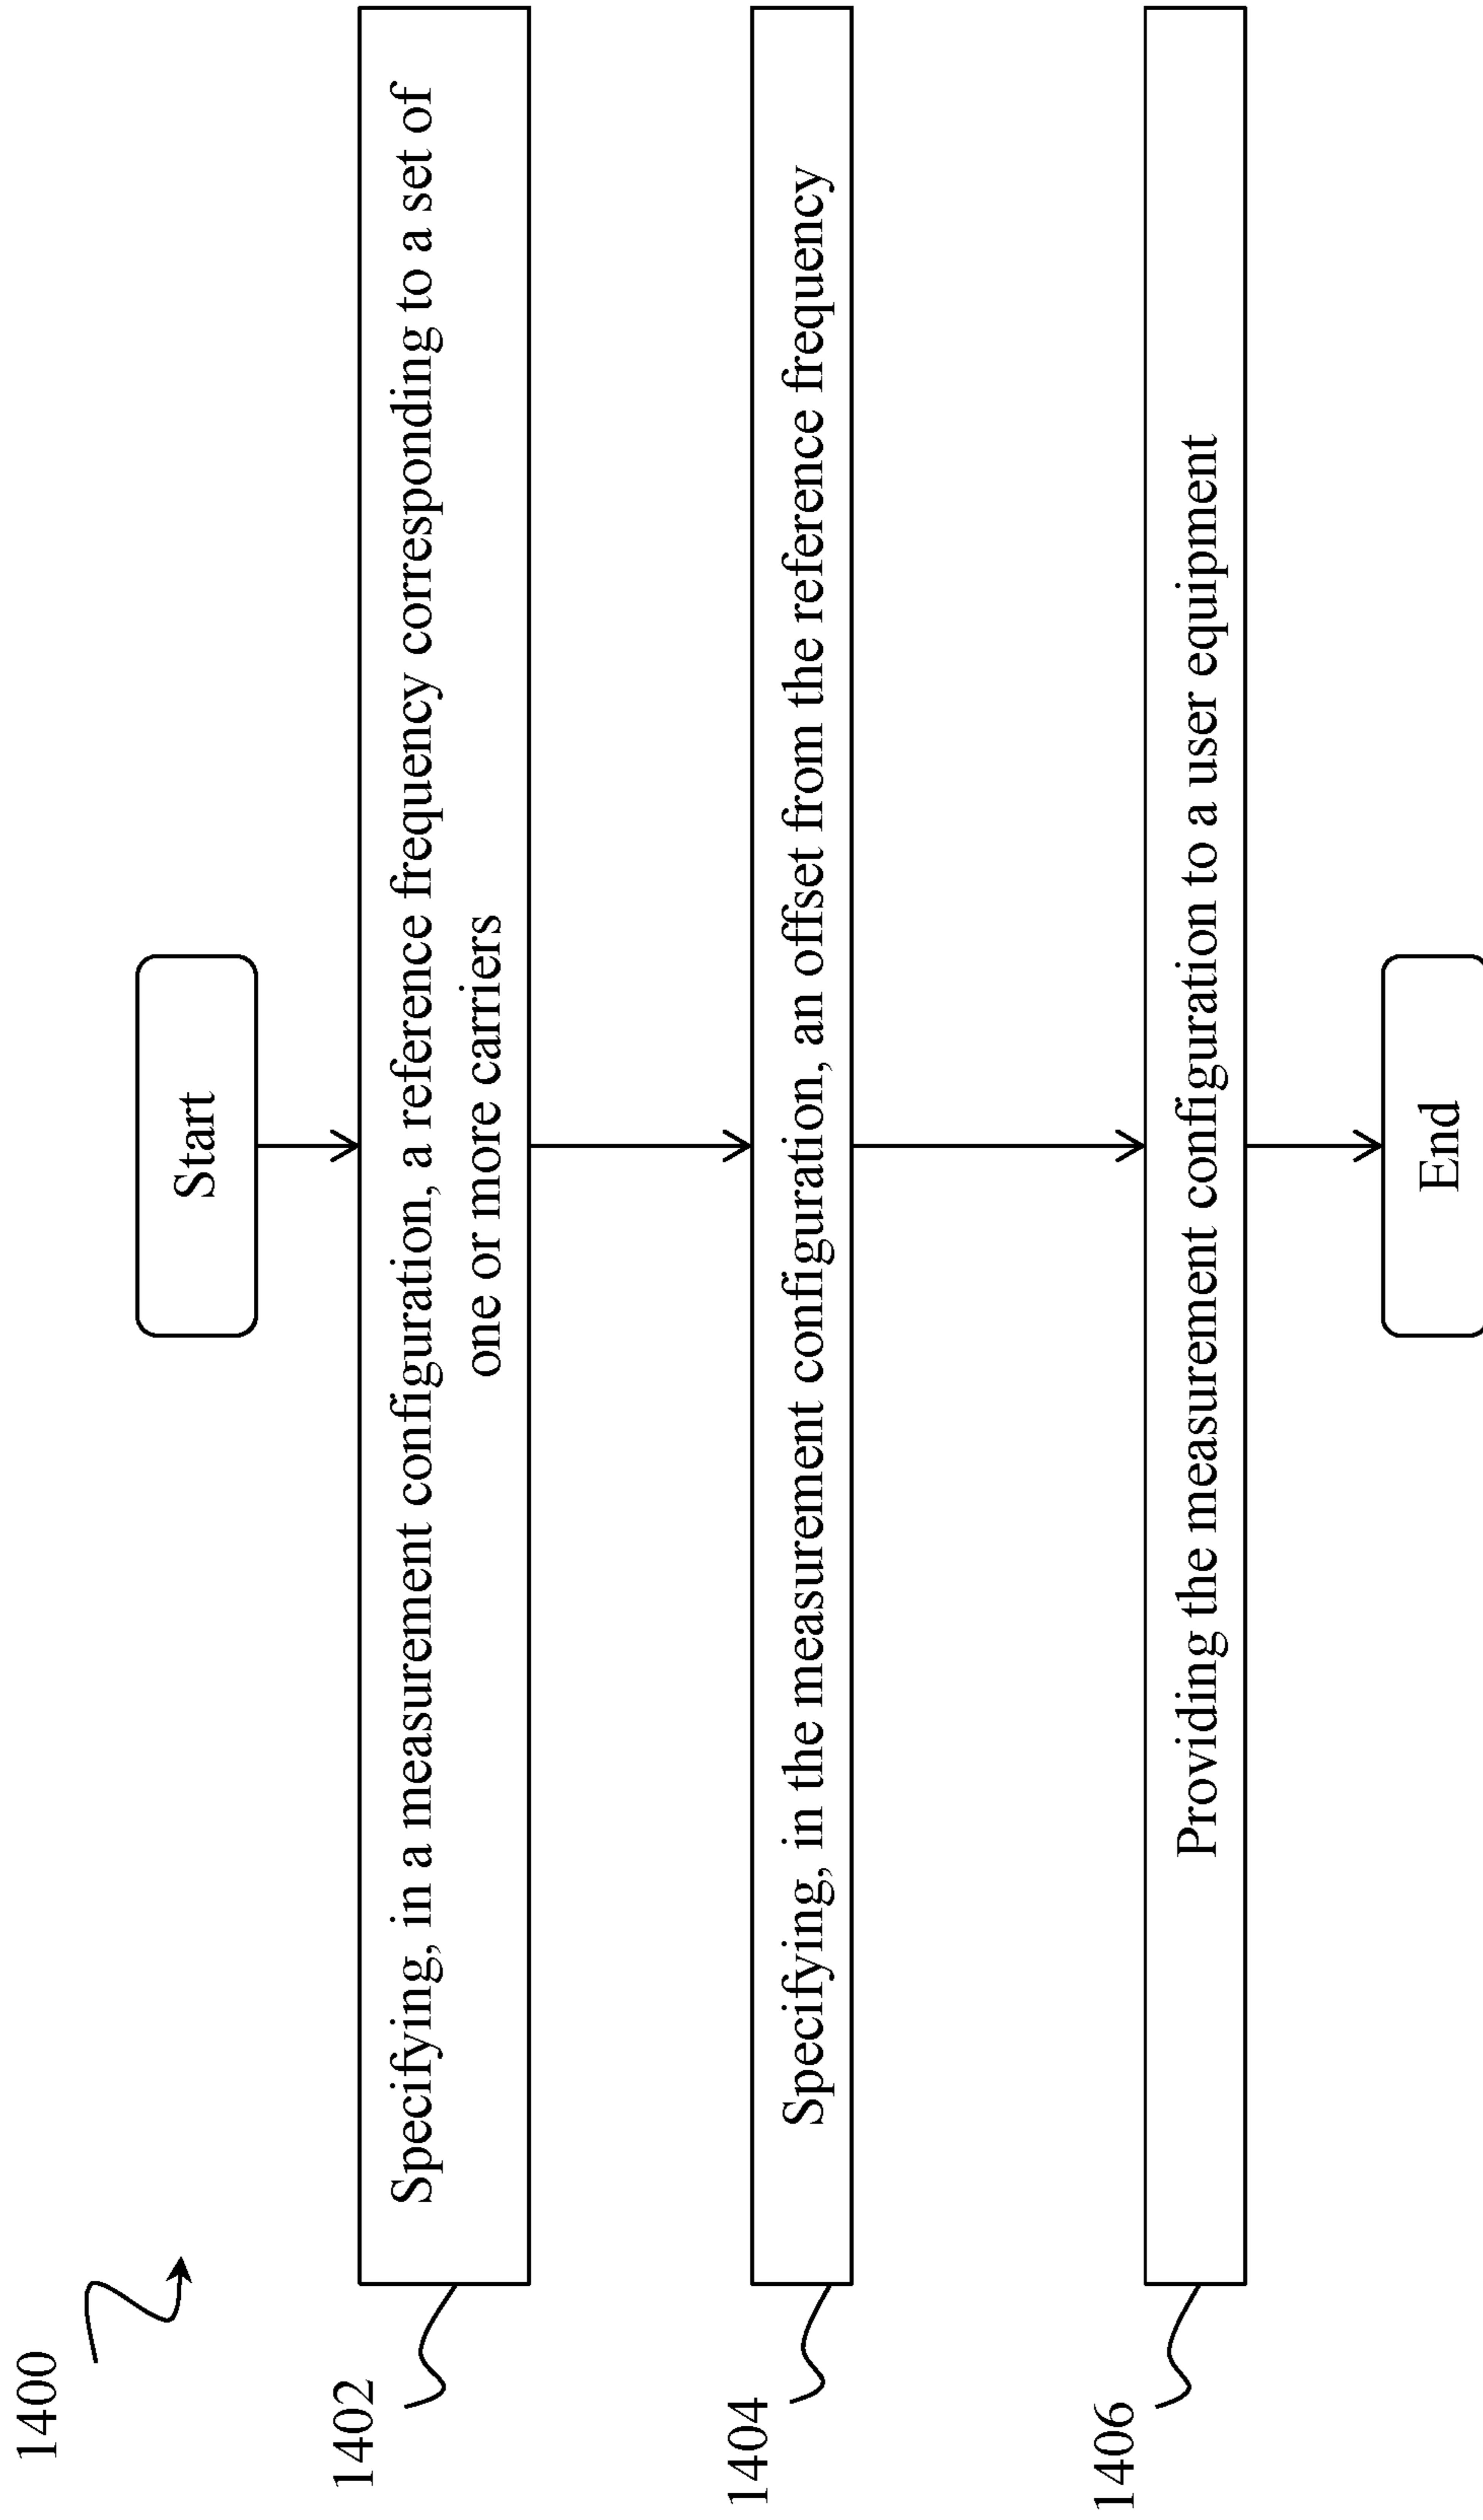 1400
Start
1402
Specifying, in a measurement configuration, a reference frequency corresponding to a set of
one or more carriers
1404
Specifying, in the measurement configuration, an offset from the reference frequency
1406
Providing the measurement configuration to a user equipment
End